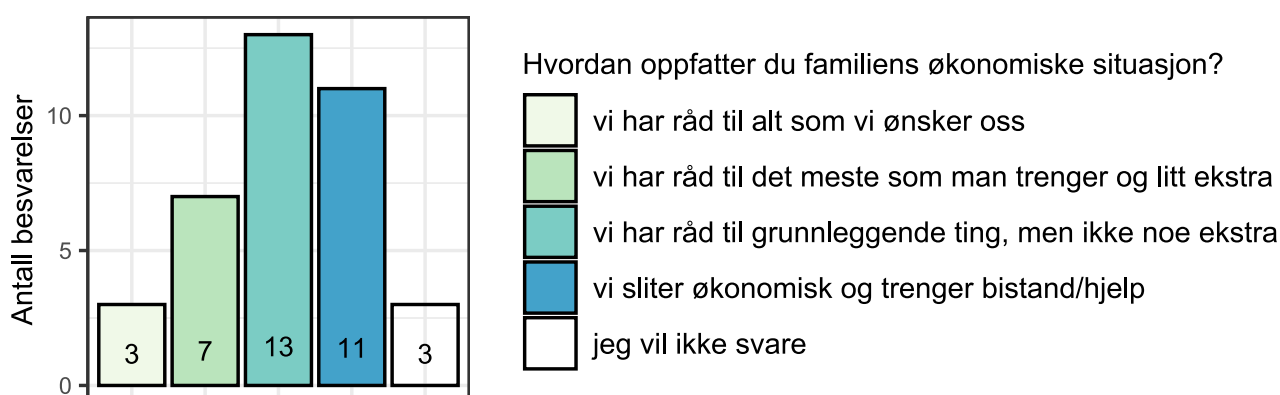 Hvordan oppfatter du familiens økonomiske situasjon?
vi har råd til alt som vi ønsker oss
vi har råd til det meste som man trenger og litt ekstra
vi har råd til grunnleggende ting, men ikke noe ekstra
vi sliter økonomisk og trenger bistand/hjelp
jeg vil ikke svare
Antall besvarelser
10
5
0
3
7
13
11
3